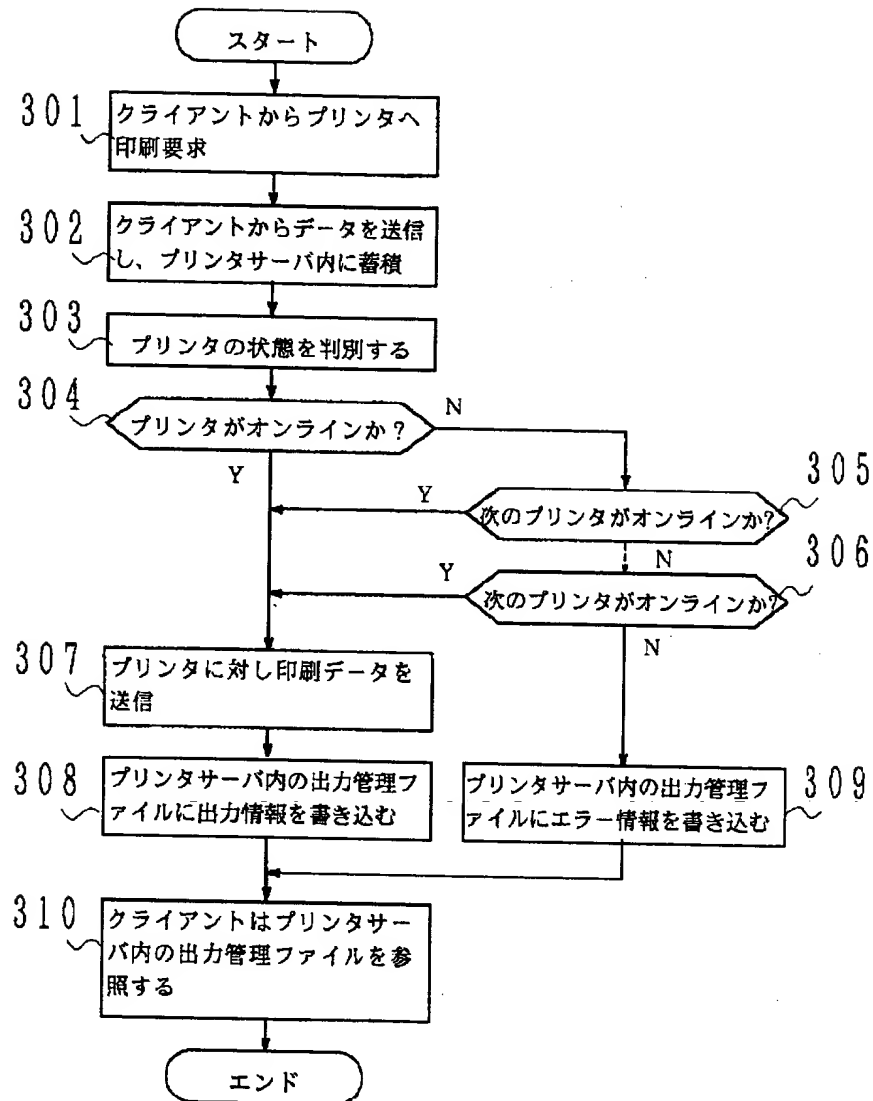 スタート
301
クライアントからプリンタへ
印刷要求
302
クライアントからデータを送信
し、プリンタサーバ内に蓄積
303
プリンタの状態を判別する
304
プリンタがオンラインか?
N
Y
305
次のプリンタがオンラインか?
Y
N
306
次のプリンタがオンラインか?
Y
N
307
プリンタに対し印刷データを
送信
308
プリンタサーバ内の出力管理フ
ァイルに出力情報を書き込む
309
プリンタサーバ内の出力管理フ
ァイルにエラー情報を書き込む
310
クライアントはプリンタサー
バ内の出力管理ファイルを参
照する
エンド